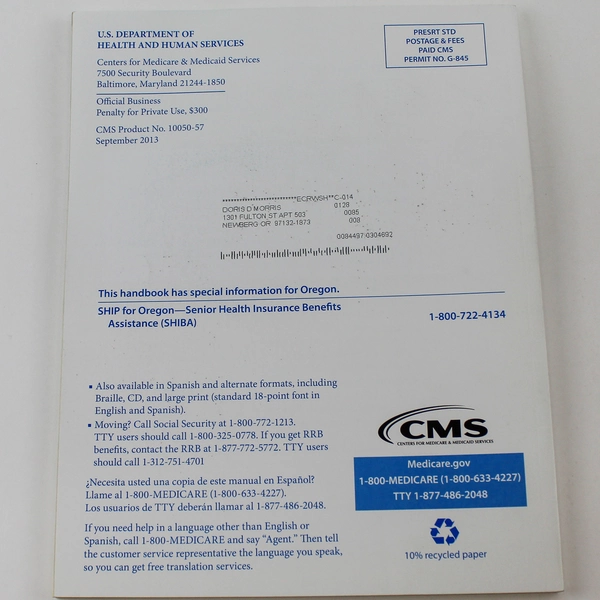 U.S. DEPARTMENT OF
HEALTH AND HUMAN SERVICES
Centers for Medicare & Medicaid Services
7500 Security Boulevard
Baltimore, Maryland 21244-1850
Official Business
Penalty for Private Use, $300
CMS Product No. 10050-57
September 2013
PRESRT STD
POSTAGE & FEES
PAID CMS
PERMIT NO. G-845
**************************ECRWSH**C-014
DORIS D MORRIS 0128
1301 FULTON ST APT 503 0085
NEWBERG OR 97132-1873 008
0084497 0304692
This handbook has special information for Oregon.
SHIP for Oregon—Senior Health Insurance Benefits
Assistance (SHIBA)
1-800-722-4134
▪ Also available in Spanish and alternate formats, including
Braille, CD, and large print (standard 18-point font in
English and Spanish).
▪ Moving? Call Social Security at 1-800-772-1213.
TTY users should call 1-800-325-0778. If you get RRB
benefits, contact the RRB at 1-877-772-5772. TTY users
should call 1-312-751-4701
¿Necesita usted una copia de este manual en Español?
Llame al 1-800-MEDICARE (1-800-633-4227).
Los usuarios de TTY deberán llamar al 1-877-486-2048.
If you need help in a language other than English or
Spanish, call 1-800-MEDICARE and say “Agent.” Then tell
the customer service representative the language you speak,
so you can get free translation services.
CMS
CENTERS FOR MEDICARE & MEDICAID SERVICES
Medicare.gov
1-800-MEDICARE (1-800-633-4227)
TTY 1-877-486-2048
10% recycled paper